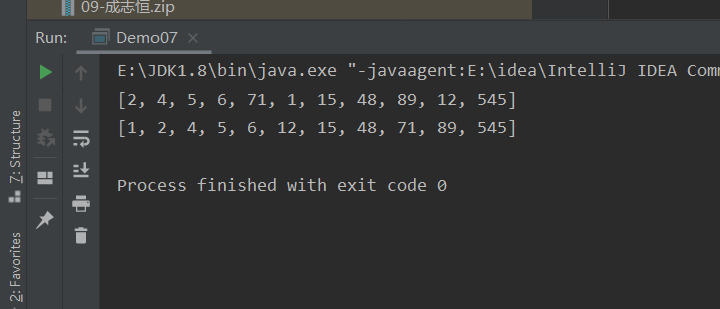 09-成志恒.zip
Run: Demo07
E:\JDK1.8\bin\java.exe "-javaagent:E:\idea\IntelliJ IDEA Com
[2, 4, 5, 6, 71, 1, 15, 48, 89, 12, 545]
[1, 2, 4, 5, 6, 12, 15, 48, 71, 89, 545]
Process finished with exit code 0
7: Structure
2: Favorites